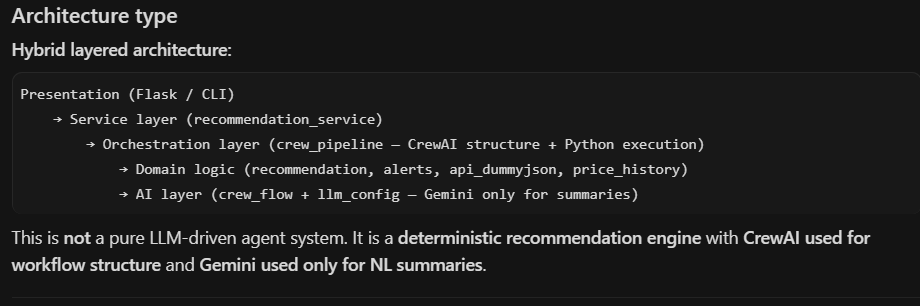 Architecture type
Hybrid layered architecture:
Presentation (Flask / CLI)
→ Service layer (recommendation_service)
→ Orchestration layer (crew_pipeline — CrewAI structure + Python execution)
→ Domain logic (recommendation, alerts, api_dummyjson, price_history)
→ AI layer (crew_flow + llm_config — Gemini only for summaries)
This is not a pure LLM-driven agent system. It is a deterministic recommendation engine with CrewAI used for
workflow structure and Gemini used only for NL summaries.